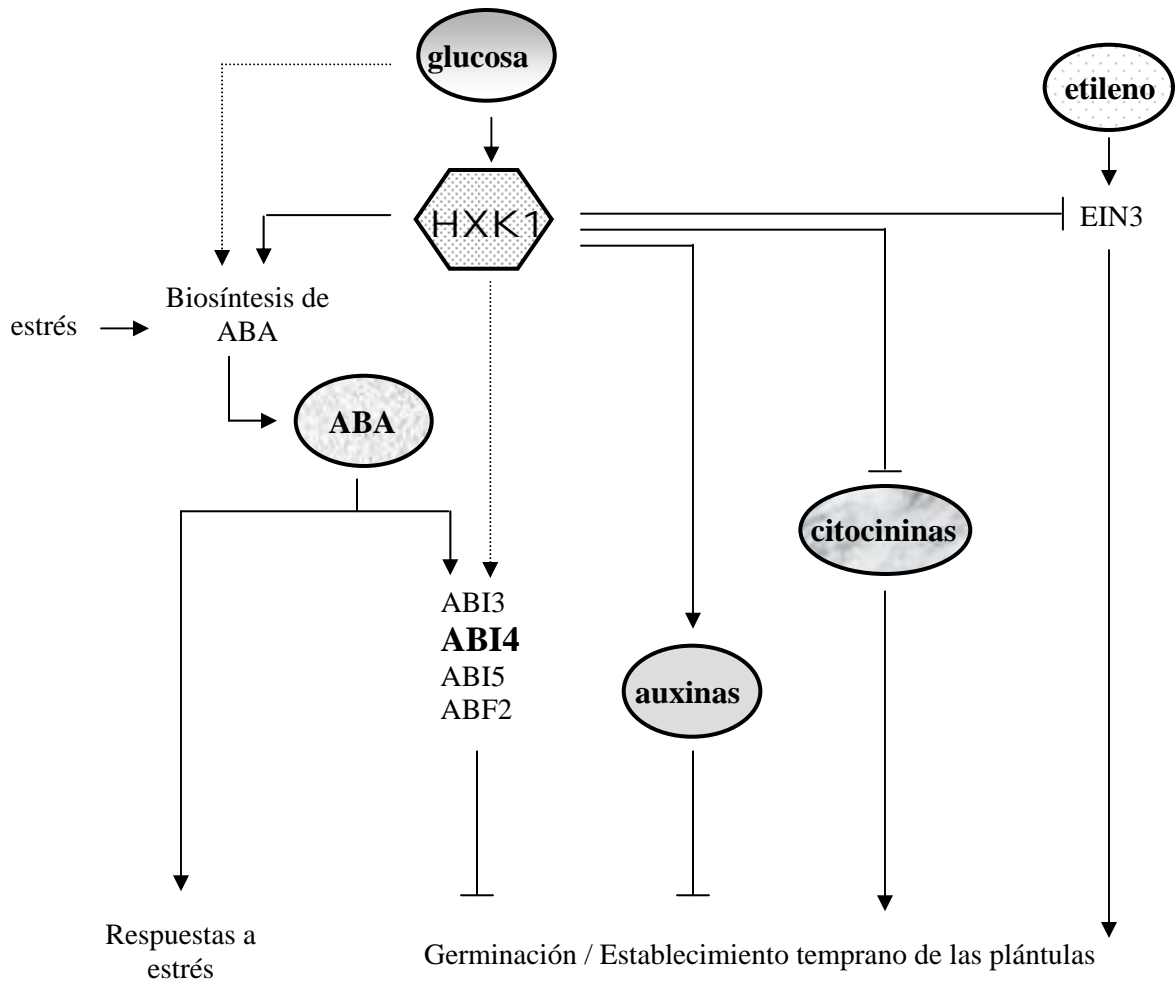 glucosa
etileno
HXK1
EIN3
Biosíntesis de
ABA
estrés
ABA
citocininas
ABI3
ABI4
ABI5
ABF2
auxinas
Respuestas a
estrés
Germinación / Establecimiento temprano de las plántulas